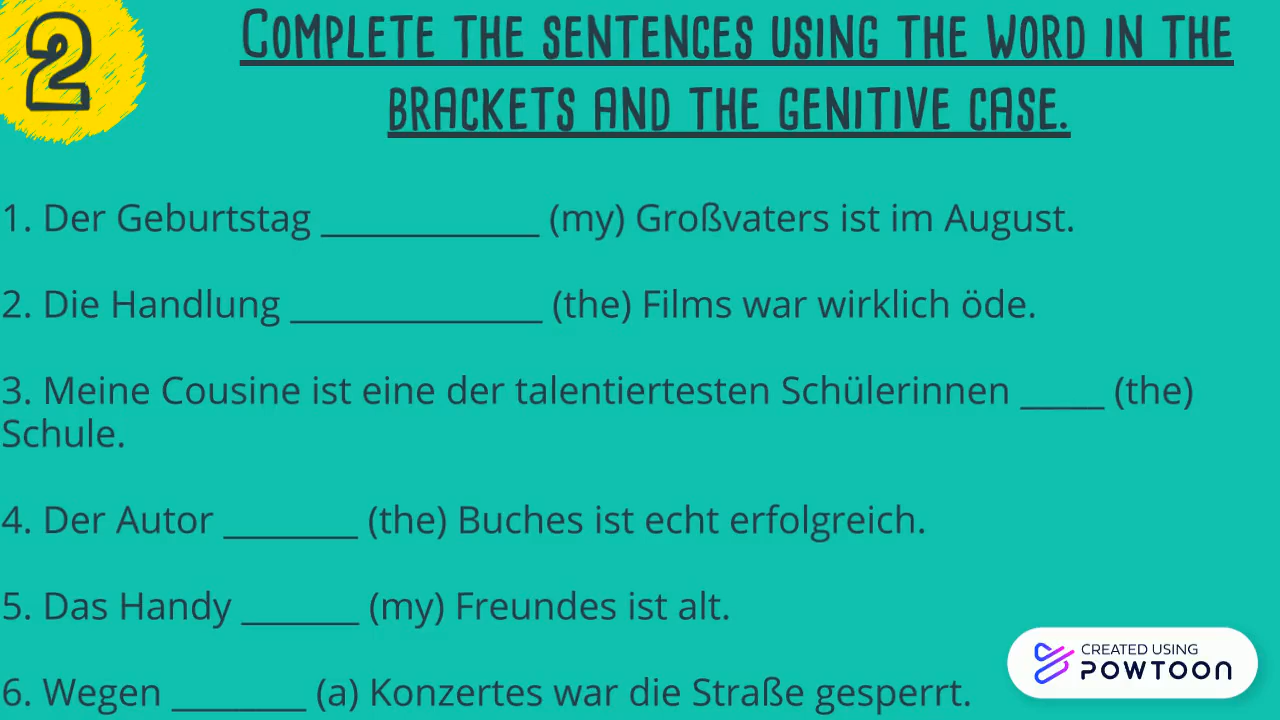 2
Complete the sentences using the word in the
brackets and the genitive case.
1. Der Geburtstag _____________ (my) Großvaters ist im August.
2. Die Handlung _______________ (the) Films war wirklich öde.
3. Meine Cousine ist eine der talentiertesten Schülerinnen _____ (the)
Schule.
4. Der Autor ________ (the) Buches ist echt erfolgreich.
5. Das Handy _______ (my) Freundes ist alt.
6. Wegen ________ (a) Konzertes war die Straße gesperrt.
CREATED USING
POWTOON